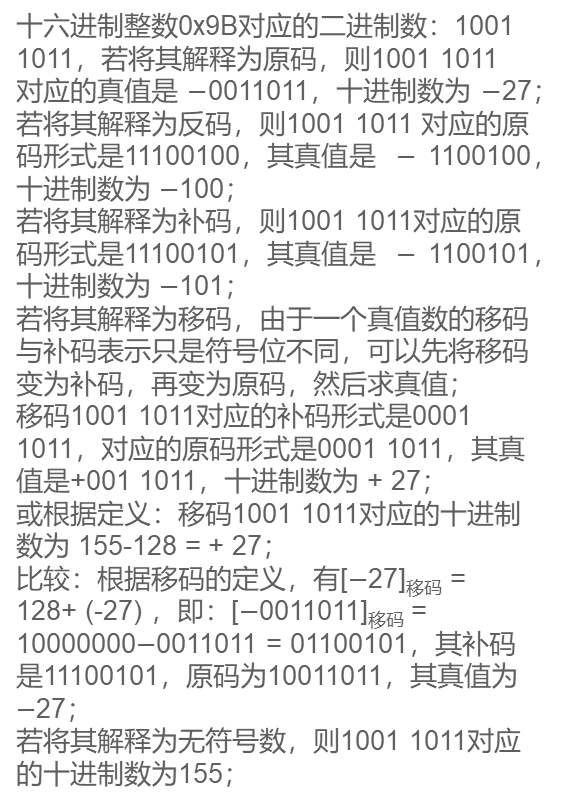 十六进制整数0x9B对应的二进制数：1001
1011，若将其解释为原码，则1001 1011
对应的真值是 −0011011，十进制数为 −27；
若将其解释为反码，则1001 1011 对应的原
码形式是11100100，其真值是 − 1100100，
十进制数为 −100；
若将其解释为补码，则1001 1011对应的原
码形式是11100101，其真值是 − 1100101，
十进制数为 −101；
若将其解释为移码，由于一个真值数的移码
与补码表示只是符号位不同，可以先将移码
变为补码，再变为原码，然后求真值；
移码1001 1011对应的补码形式是0001
1011，对应的原码形式是0001 1011，其真
值是+001 1011，十进制数为 + 27；
或根据定义：移码1001 1011对应的十进制
数为 155-128 = + 27；
比较：根据移码的定义，有[−27]移码 =
128+ (-27) ，即：[−0011011]移码 =
10000000−0011011 = 01100101，其补码
是11100101，原码为10011011，其真值为
−27；
若将其解释为无符号数，则1001 1011对应
的十进制数为155；